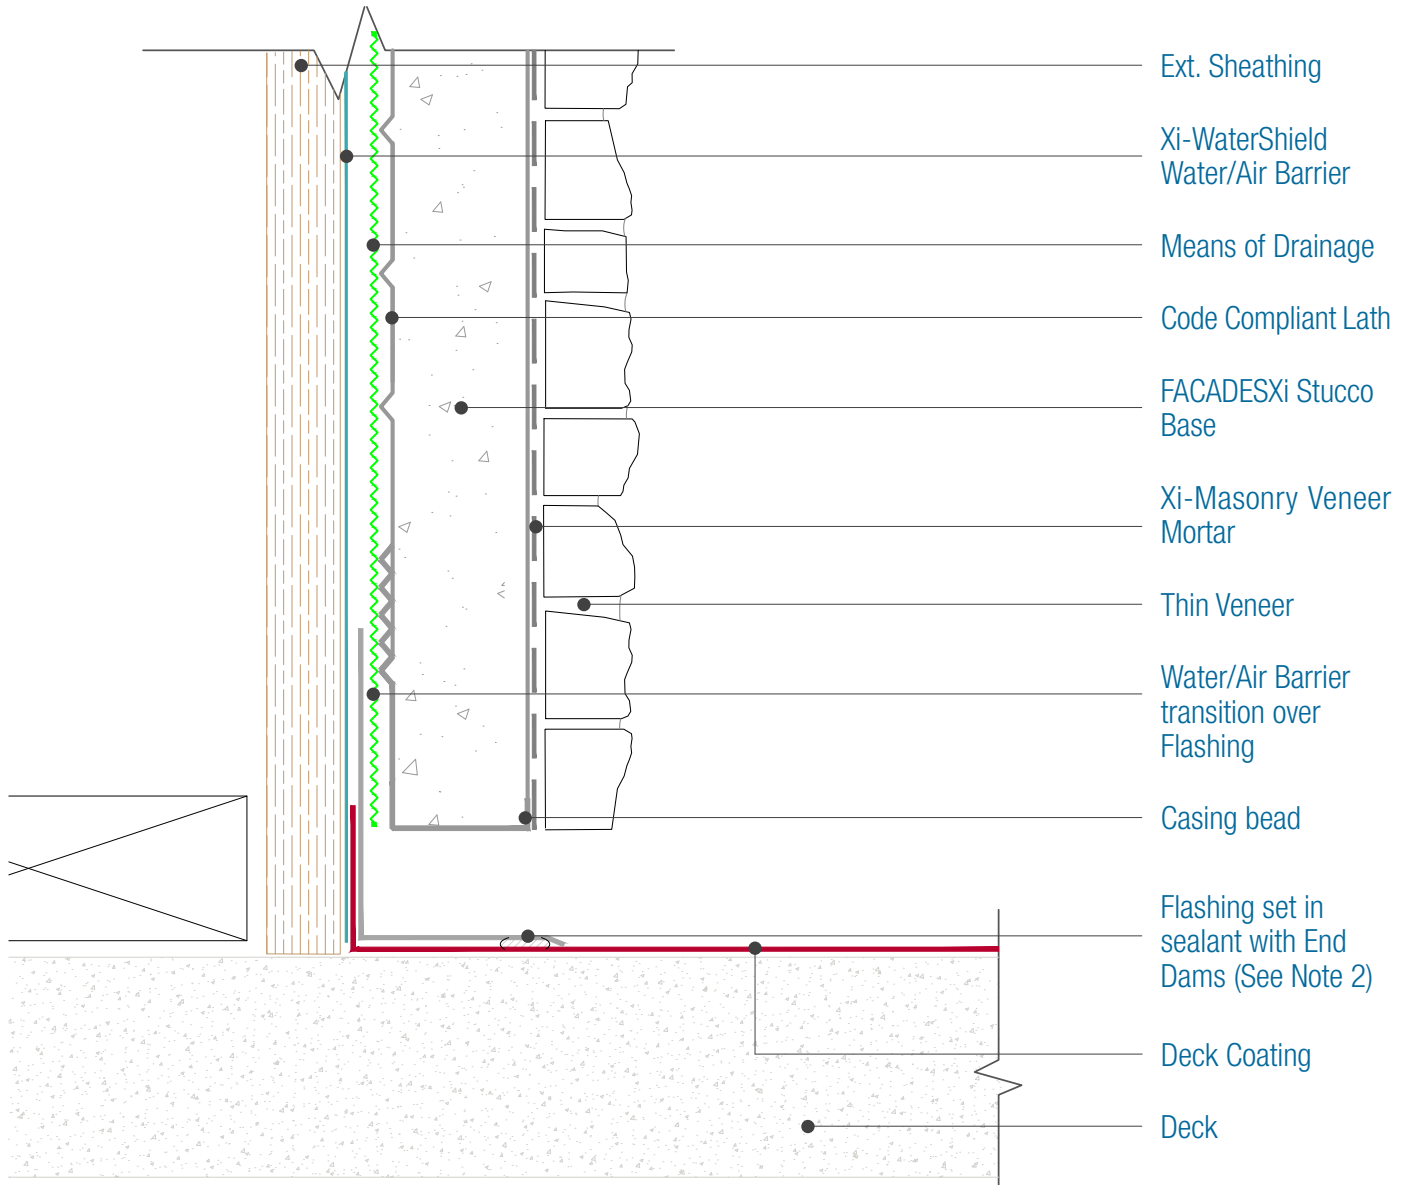 Ext. Sheathing
Xi-WaterShield
Water/Air Barrier
Means of Drainage
Code Compliant Lath
FACADESXi Stucco
Base
Xi-Masonry Veneer
Mortar
Thin Veneer
Water/Air Barrier
transition over
Flashing
Casing bead
Flashing set in
sealant with End
Dams (See Note 2)
Deck Coating
Deck